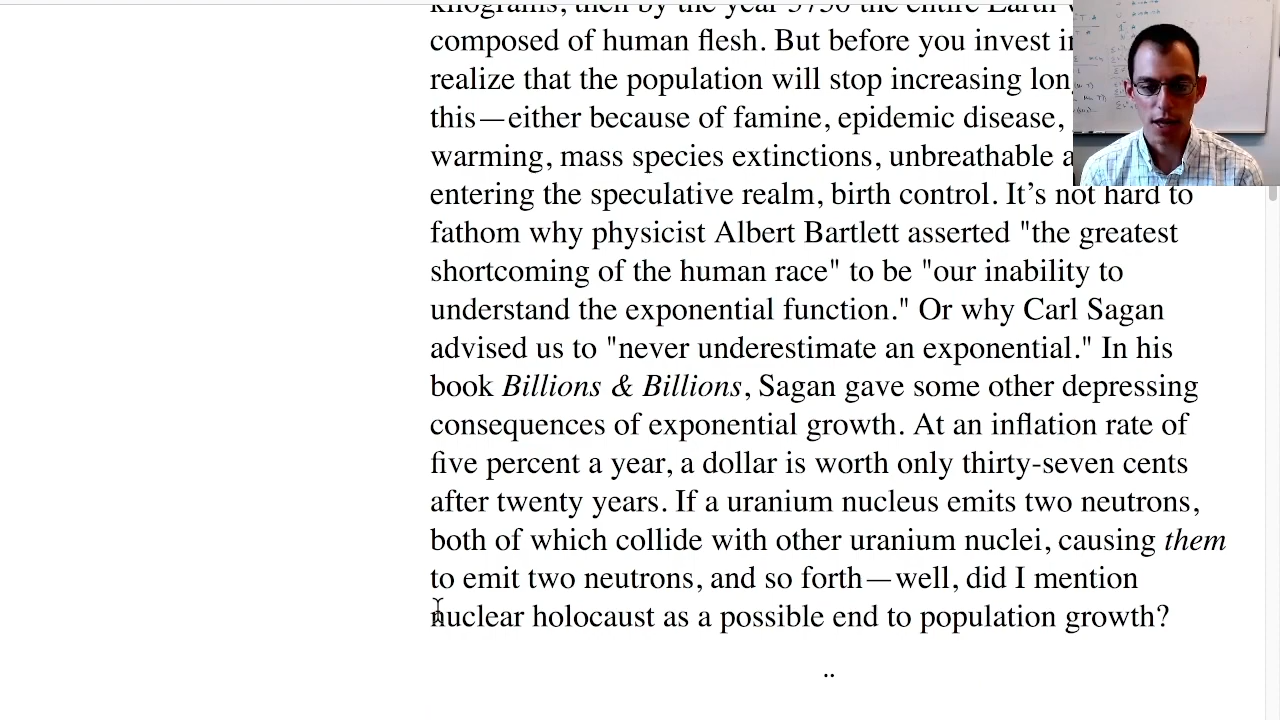 composed of human flesh. But before you invest
realize that the population will stop increasing
this—either because of famine, epidemic disease,
warming, mass species extinctions, unbreathable
entering the speculative realm, birth control. It’s not hard to
fathom why physicist Albert Bartlett asserted "the greatest
shortcoming of the human race" to be "our inability to
understand the exponential function." Or why Carl Sagan
advised us to "never underestimate an exponential." In his
book Billions & Billions, Sagan gave some other depressing
consequences of exponential growth. At an inflation rate of
five percent a year, a dollar is worth only thirty-seven cents
after twenty years. If a uranium nucleus emits two neutrons,
both of which collide with other uranium nuclei, causing them
to emit two neutrons, and so forth—well, did I mention
nuclear holocaust as a possible end to population growth?
..